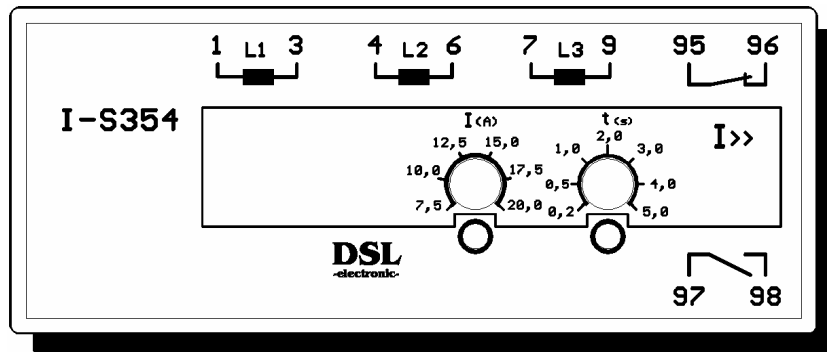 1 L1 3 4 L2 6 7 L3 9 95 96
I-S354
I(A) t(s)
2,0
12,5 15,0 1,0 3,0
I>>
10,0 17,5 0,5 4,0
7,5 20,0 0,2 5,0
DSL
-electronic-
97 98